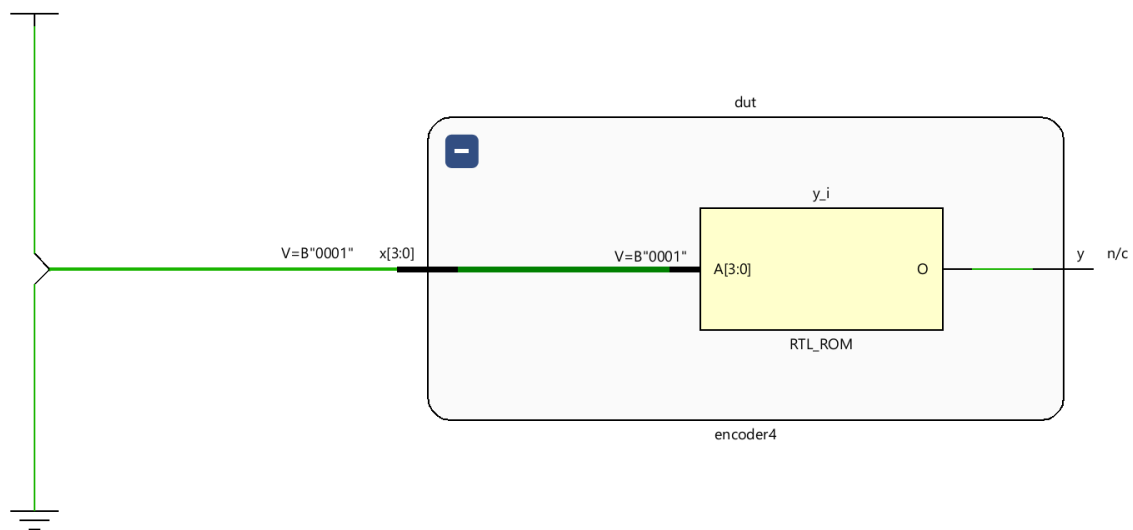 dut
y_i
V=B"0001"
x[3:0]
V=B"0001"
A[3:0]
O
y
n/c
RTL_ROM
encoder4